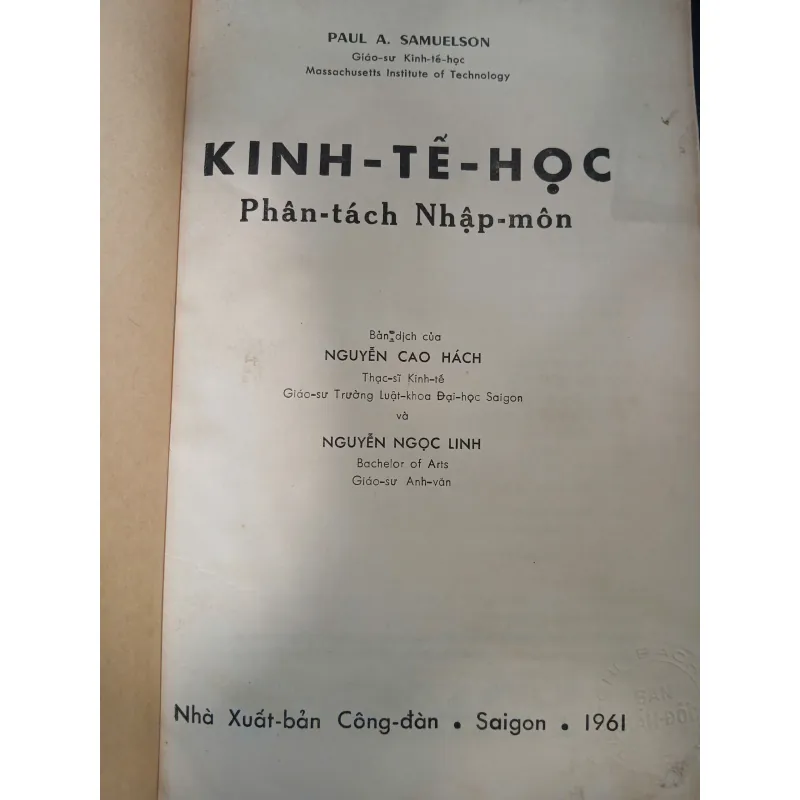 PAUL A. SAMUELSON
Giáo-sư Kinh-tế-học
Massachusetts Institute of Technology
KINH-TẾ-HỌC
Phân-tách Nhập-môn
Bản dịch của
NGUYỄN CAO HÁCH
Thạc-sĩ Kinh-tế
Giáo-sư Trường Luật-khoa Đại-học Saigon
và
NGUYỄN NGỌC LINH
Bachelor of Arts
Giáo-sư Anh-văn
Nhà Xuất-bản Công-đàn • Saigon • 1961